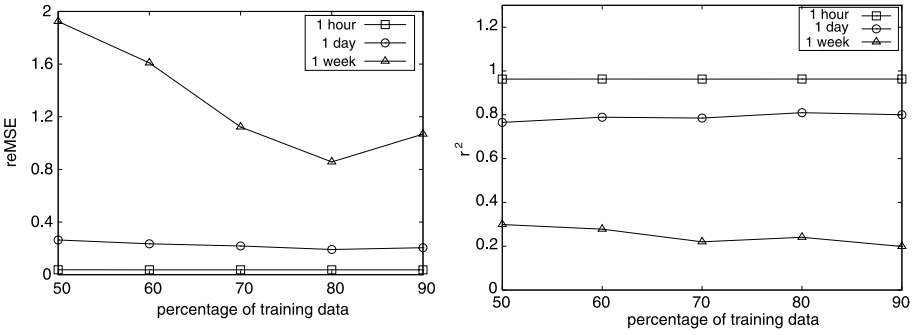 2
1.6
1.2
0.8
0.4
0
reMSE
1 hour
1 day
1 week
50 60 70 80 90
percentage of training data
1.2
1
0.8
0.6
0.4
0.2
0
r 2
1 hour
1 day
1 week
50 60 70 80 90
percentage of training data